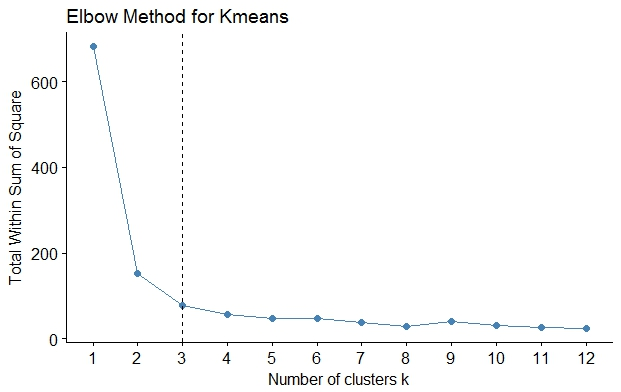 Elbow Method for Kmeans
Total Within Sum of Square
600
400
200
0
1 2 3 4 5 6 7 8 9 10 11 12
Number of clusters k